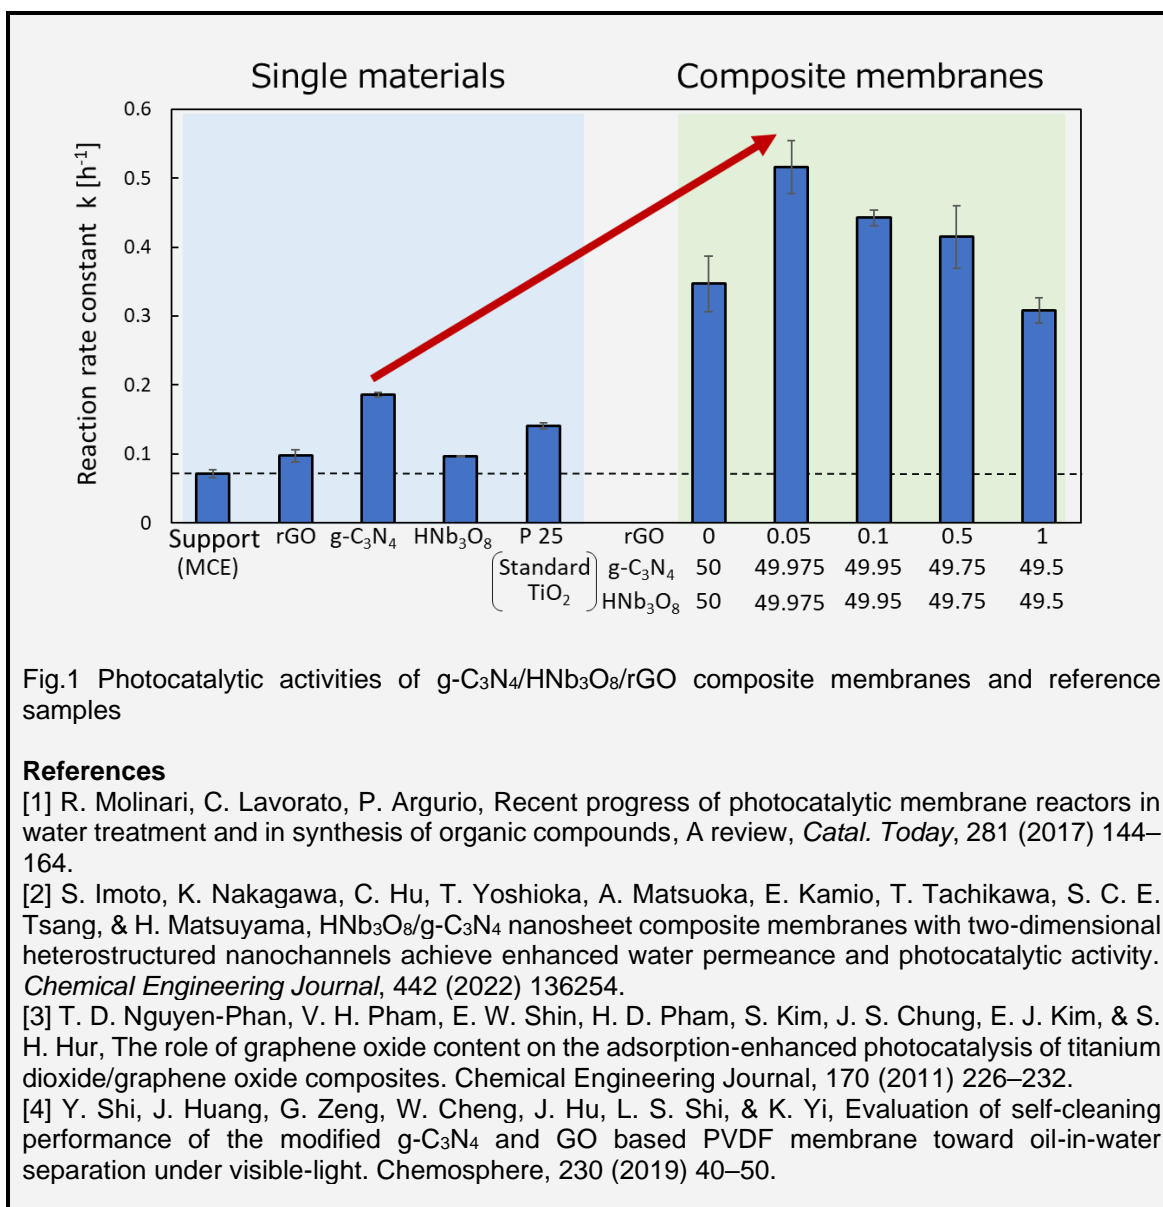 Single materials Composite membranes
0.6
0.5
0.4
0.3
0.2
0.1
0
Reaction rate constant k [h⁻¹]
Support rGO g-C₃N₄ HNb₃O₈ P 25 rGO 0 0.05 0.1 0.5 1
(MCE) Standard g-C₃N₄ 50 49.975 49.95 49.75 49.5
TiO₂ HNb₃O₈ 50 49.975 49.95 49.75 49.5
Fig.1 Photocatalytic activities of g-C₃N₄/HNb₃O₈/rGO composite membranes and reference
samples
References
[1] R. Molinari, C. Lavorato, P. Argurio, Recent progress of photocatalytic membrane reactors in
water treatment and in synthesis of organic compounds, A review, Catal. Today, 281 (2017) 144–
164.
[2] S. Imoto, K. Nakagawa, C. Hu, T. Yoshioka, A. Matsuoka, E. Kamio, T. Tachikawa, S. C. E.
Tsang, & H. Matsuyama, HNb₃O₈/g-C₃N₄ nanosheet composite membranes with two-dimensional
heterostructured nanochannels achieve enhanced water permeance and photocatalytic activity.
Chemical Engineering Journal, 442 (2022) 136254.
[3] T. D. Nguyen-Phan, V. H. Pham, E. W. Shin, H. D. Pham, S. Kim, J. S. Chung, E. J. Kim, & S.
H. Hur, The role of graphene oxide content on the adsorption-enhanced photocatalysis of titanium
dioxide/graphene oxide composites. Chemical Engineering Journal, 170 (2011) 226–232.
[4] Y. Shi, J. Huang, G. Zeng, W. Cheng, J. Hu, L. S. Shi, & K. Yi, Evaluation of self-cleaning
performance of the modified g-C₃N₄ and GO based PVDF membrane toward oil-in-water
separation under visible-light. Chemosphere, 230 (2019) 40–50.